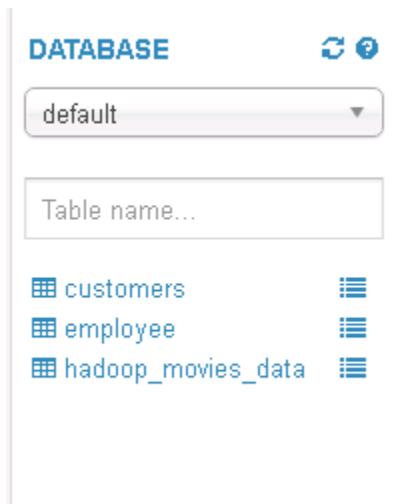 DATABASE
default
Table name...
customers
employee
hadoop_movies_data